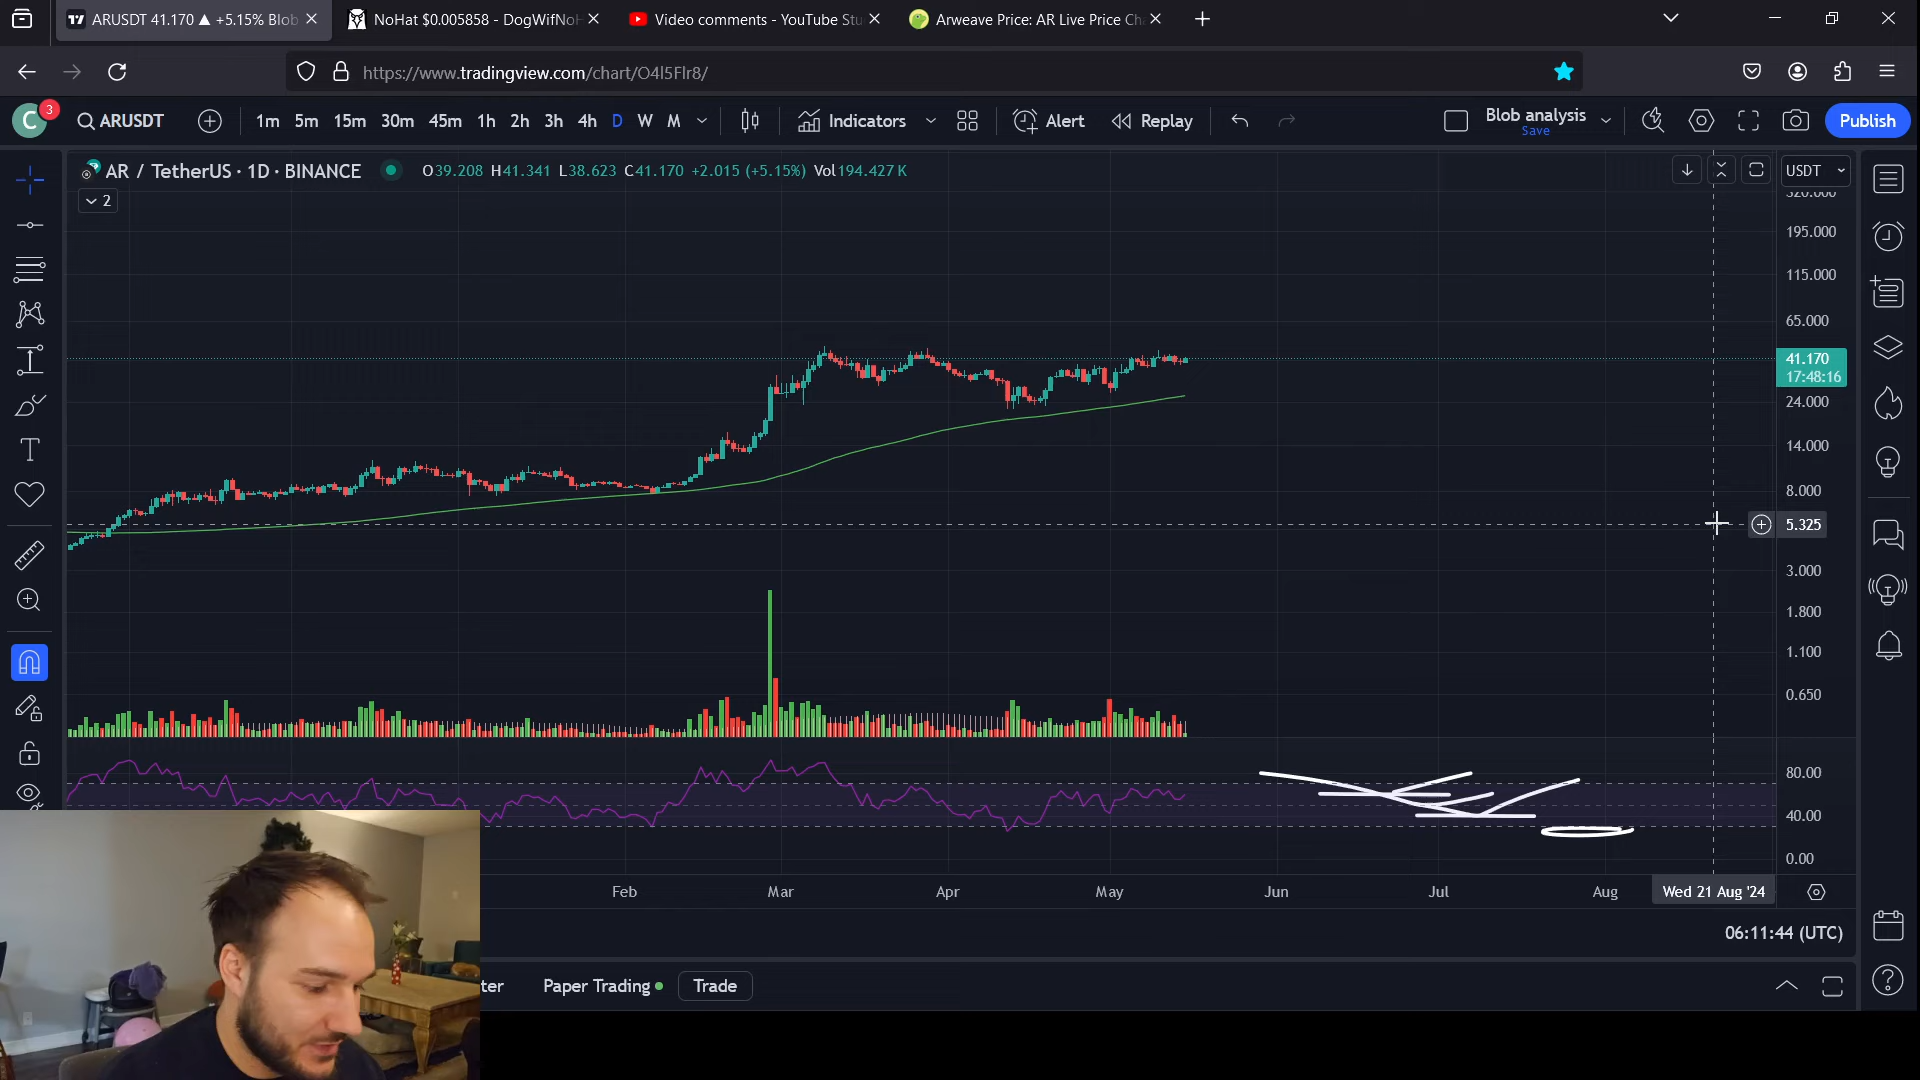 ARUSDT 41.170 ▲ +5.15% Blob
NoHat $0.005858 - DogWifNoH
Video comments - YouTube Stu
Arweave Price: AR Live Price Ch
https://www.tradingview.com/chart/O4l5Flr8/
C 3
ARUSDT
1m 5m 15m 30m 45m 1h 2h 3h 4h D W M
Indicators
Alert
Replay
Blob analysis
Save
Publish
AR / TetherUS · 1D · BINANCE
O39.208 H41.341 L38.623 C41.170 +2.015 (+5.15%) Vol194.427 K
USDT
2
320.000
195.000
115.000
65.000
41.170
17:48:16
24.000
14.000
8.000
5.325
3.000
1.800
1.100
0.650
80.00
40.00
0.00
Feb Mar Apr May Jun Jul Aug
Wed 21 Aug '24
06:11:44 (UTC)
ter
Paper Trading
Trade